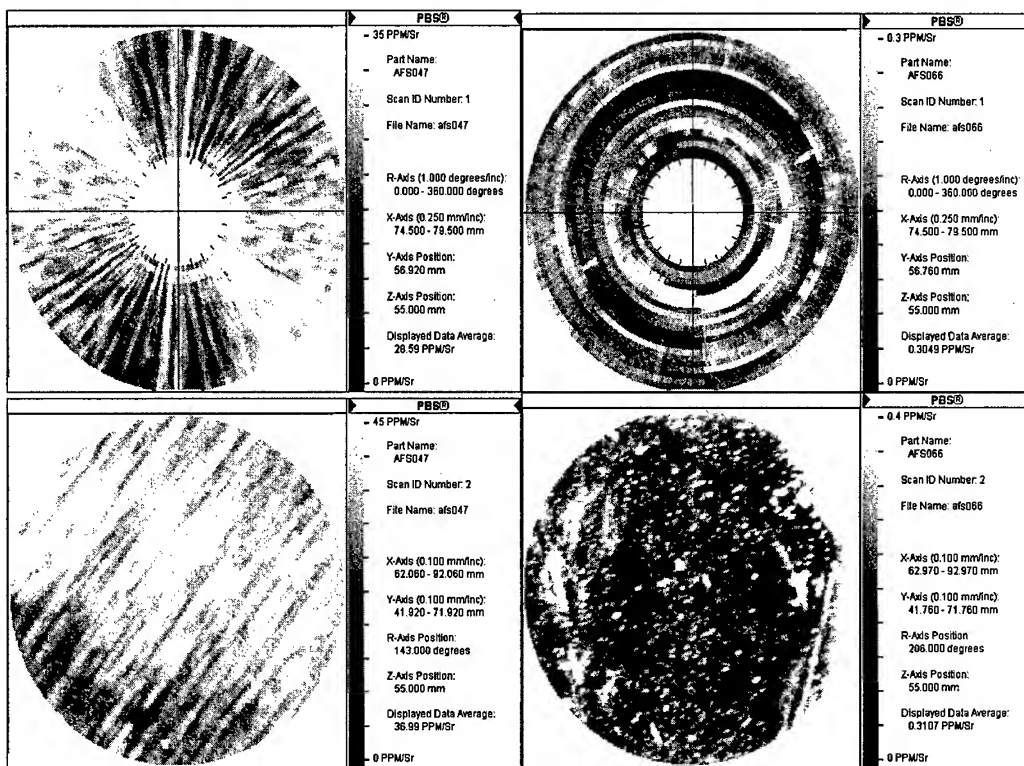 PBS®
35 PPM/Sr
Part Name:
AFS047
Scan ID Number: 1
File Name: afs047
R-Axis (1.000 degrees/inc):
0.000 - 360.000 degrees
X-Axis (0.250 mm/inc):
74.500 - 79.500 mm
Y-Axis Position:
56.920 mm
Z-Axis Position:
55.000 mm
Displayed Data Average:
28.59 PPM/Sr
0 PPM/Sr
PBS®
0.3 PPM/Sr
Part Name:
AFS066
Scan ID Number: 1
File Name: afs066
R-Axis (1.000 degrees/inc):
0.000 - 360.000 degrees
X-Axis (0.250 mm/inc):
74.500 - 79.500 mm
Y-Axis Position:
56.760 mm
Z-Axis Position:
55.000 mm
Displayed Data Average:
0.3049 PPM/Sr
0 PPM/Sr
PBS®
45 PPM/Sr
Part Name:
AFS047
Scan ID Number: 2
File Name: afs047
X-Axis (0.100 mm/inc):
62.060 - 92.060 mm
Y-Axis (0.100 mm/inc):
41.920 - 71.920 mm
R-Axis Position:
143.000 degrees
Z-Axis Position:
55.000 mm
Displayed Data Average:
36.99 PPM/Sr
0 PPM/Sr
PBS®
0.4 PPM/Sr
Part Name:
AFS066
Scan ID Number: 2
File Name: afs066
X-Axis (0.100 mm/inc):
62.970 - 92.970 mm
Y-Axis (0.100 mm/inc):
41.760 - 71.760 mm
R-Axis Position
206.000 degrees
Z-Axis Position:
55.000 mm
Displayed Data Average:
0.3107 PPM/Sr
0 PPM/Sr